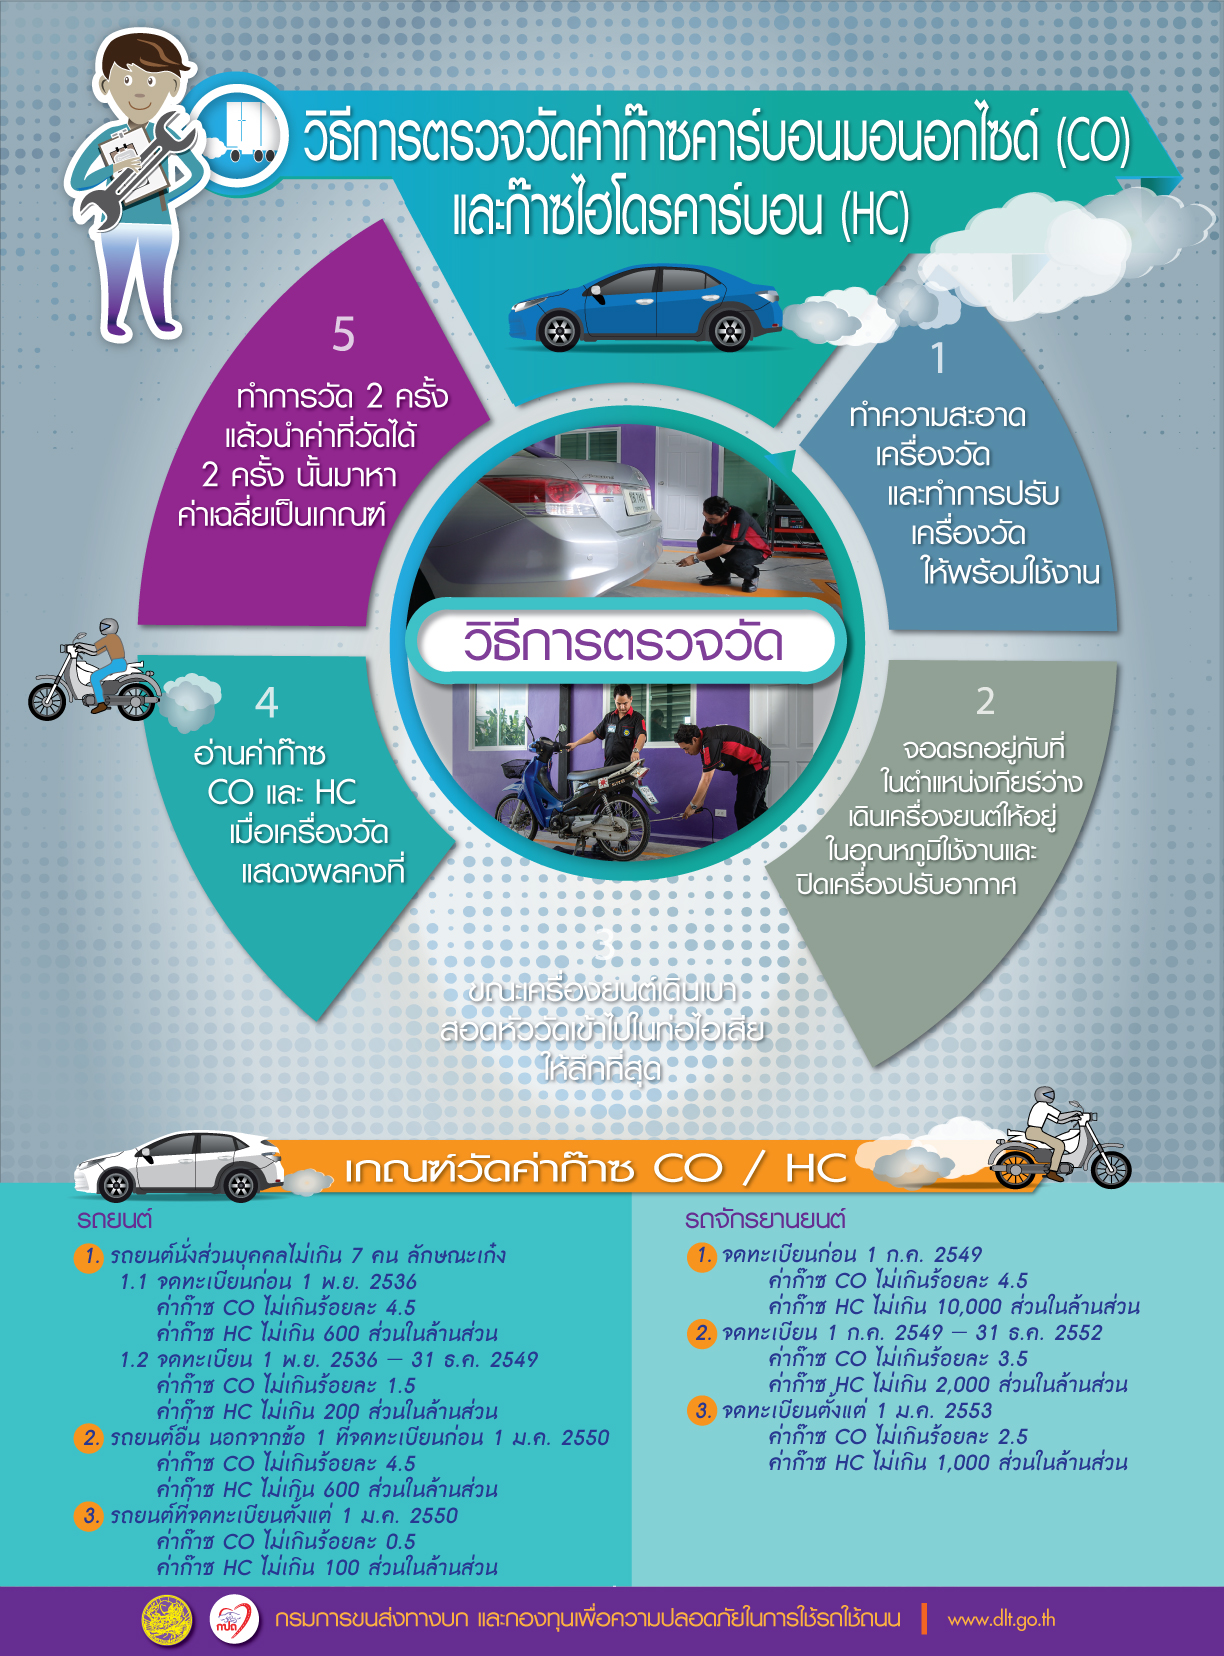 วิธีการตรวจวัดค่าก๊าซคาร์บอนมอนอกไซด์ (CO)
และก๊าซไฮโดรคาร์บอน (HC)
1
ทำความสะอาด
เครื่องวัด
และทำการปรับ
เครื่องวัด
ให้พร้อมใช้งาน
2
จอดรถอยู่กับที่
ในตำแหน่งเกียร์ว่าง
เดินเครื่องยนต์ให้อยู่
ในอุณหภูมิใช้งานและ
ปิดเครื่องปรับอากาศ
3
ขณะเครื่องยนต์เดินเบา
สอดหัววัดเข้าไปในท่อไอเสีย
ให้ลึกที่สุด
4
อ่านค่าก๊าซ
CO และ HC
เมื่อเครื่องวัด
แสดงผลคงที่
5
ทำการวัด 2 ครั้ง
แล้วนำค่าที่วัดได้
2 ครั้ง นั้นมาหา
ค่าเฉลี่ยเป็นเกณฑ์
วิธีการตรวจวัด
เกณฑ์วัดค่าก๊าซ CO / HC
รถยนต์
1. รถยนต์นั่งส่วนบุคคลไม่เกิน 7 คน ลักษณะเก๋ง
1.1 จดทะเบียนก่อน 1 พ.ย. 2536
ค่าก๊าซ CO ไม่เกินร้อยละ 4.5
ค่าก๊าซ HC ไม่เกิน 600 ส่วนในล้านส่วน
1.2 จดทะเบียน 1 พ.ย. 2536 – 31 ธ.ค. 2549
ค่าก๊าซ CO ไม่เกินร้อยละ 1.5
ค่าก๊าซ HC ไม่เกิน 200 ส่วนในล้านส่วน
2. รถยนต์อื่น นอกจากข้อ 1 ที่จดทะเบียนก่อน 1 ม.ค. 2550
ค่าก๊าซ CO ไม่เกินร้อยละ 4.5
ค่าก๊าซ HC ไม่เกิน 600 ส่วนในล้านส่วน
3. รถยนต์ที่จดทะเบียนตั้งแต่ 1 ม.ค. 2550
ค่าก๊าซ CO ไม่เกินร้อยละ 0.5
ค่าก๊าซ HC ไม่เกิน 100 ส่วนในล้านส่วน
รถจักรยานยนต์
1. จดทะเบียนก่อน 1 ก.ค. 2549
ค่าก๊าซ CO ไม่เกินร้อยละ 4.5
ค่าก๊าซ HC ไม่เกิน 10,000 ส่วนในล้านส่วน
2. จดทะเบียน 1 ก.ค. 2549 – 31 ธ.ค. 2552
ค่าก๊าซ CO ไม่เกินร้อยละ 3.5
ค่าก๊าซ HC ไม่เกิน 2,000 ส่วนในล้านส่วน
3. จดทะเบียนตั้งแต่ 1 ม.ค. 2553
ค่าก๊าซ CO ไม่เกินร้อยละ 2.5
ค่าก๊าซ HC ไม่เกิน 1,000 ส่วนในล้านส่วน
กปถ
กรมการขนส่งทางบก และกองทุนเพื่อความปลอดภัยในการใช้รถใช้ถนน | www.dlt.go.th